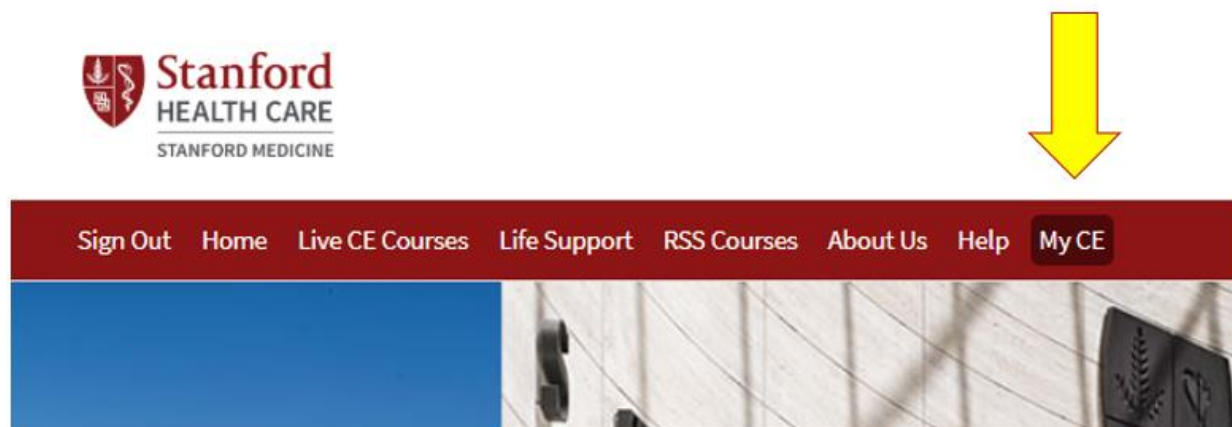 Stanford
HEALTH CARE
STANFORD MEDICINE
Sign Out Home Live CE Courses Life Support RSS Courses About Us Help My CE
S